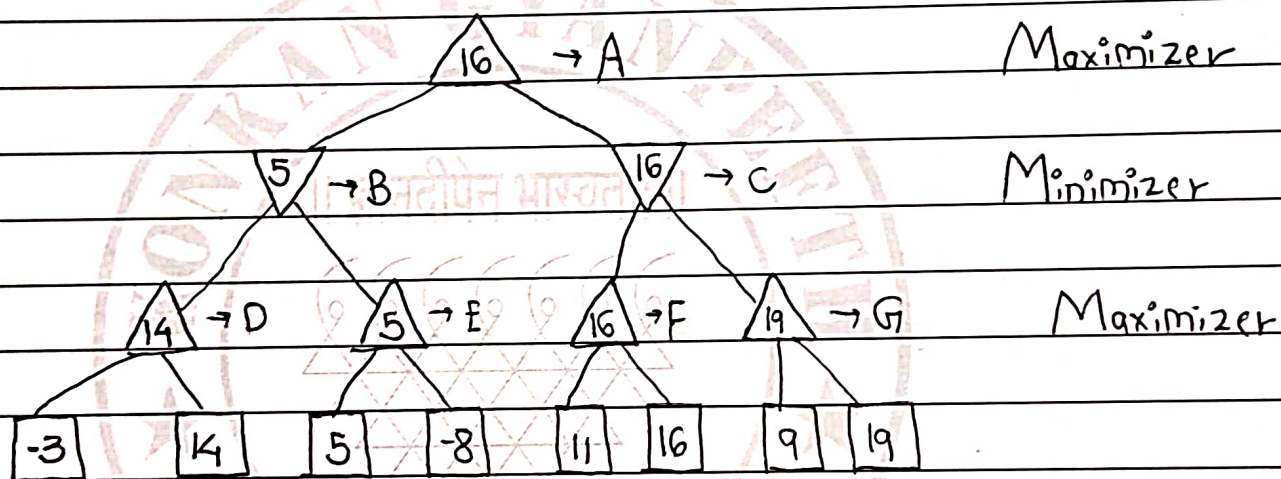 16 → A Maximizer
5 → B 16 → C Minimizer
14 → D 5 → E 16 → F 19 → G Maximizer
-3 14 5 -8 11 16 9 19